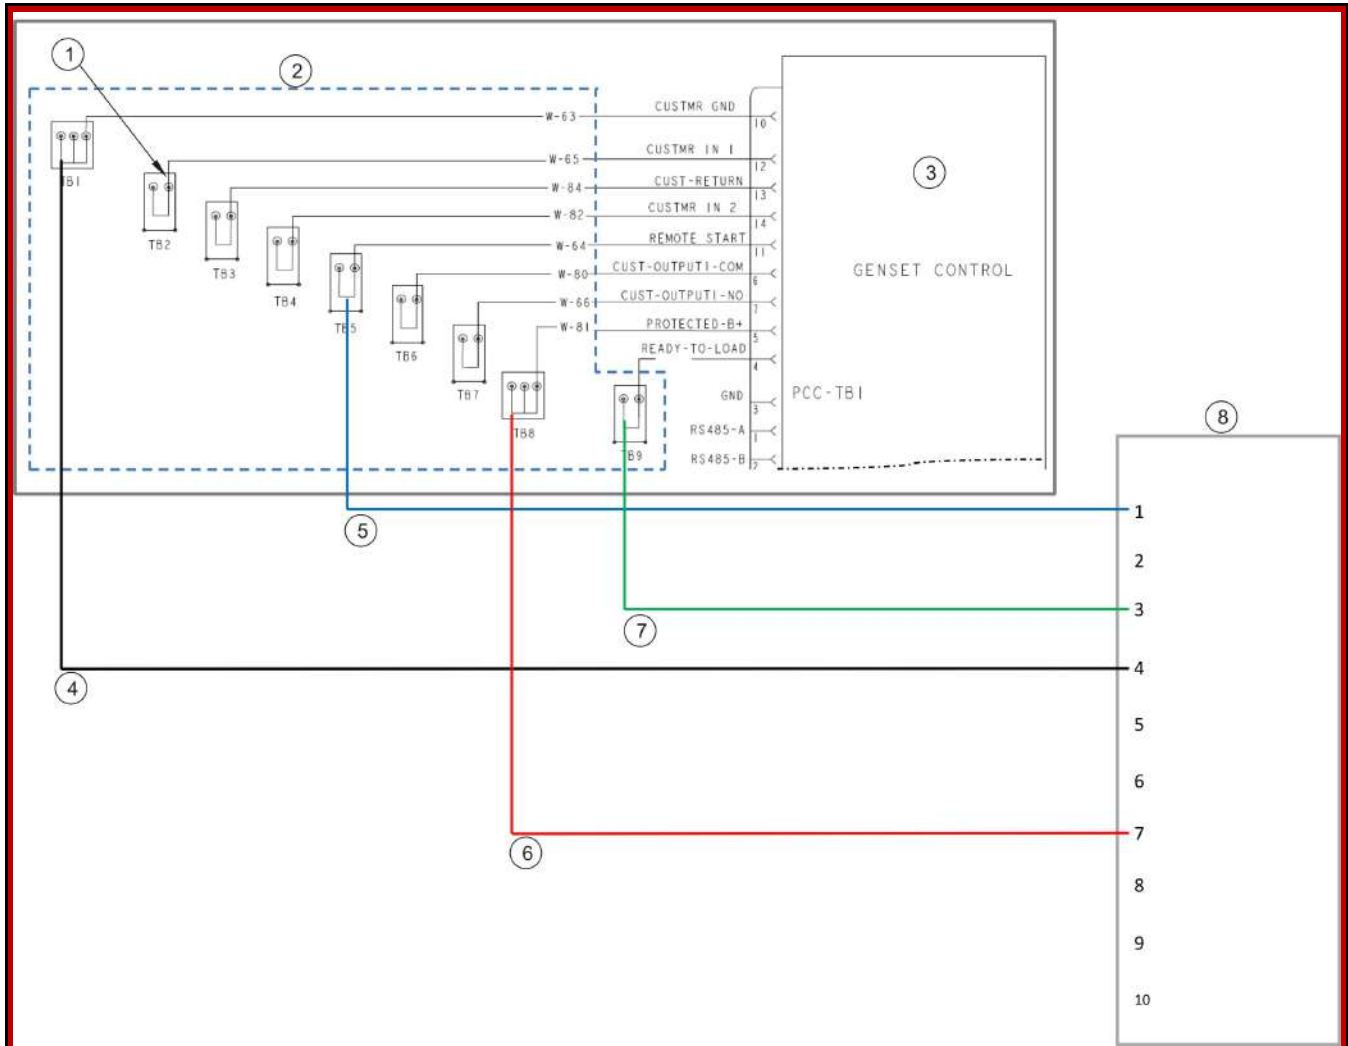 1
2
CUSTMR GND
W-63
10
3
TB1
CUSTMR IN 1
W-65
12
CUST-RETURN
W-84
13
CUSTMR IN 2
W-82
14
TB2
REMOTE START
W-64
11
TB3
CUST-OUTPUT1-COM
W-80
6
GENSET CONTROL
TB4
CUST-OUTPUT1-NO
W-66
7
TB5
PROTECTED-B+
W-81
5
TB6
READY-TO-LOAD
4
TB7
GND
3
PCC-TB1
TB8
RS485-A
1
TB9
RS485-B
2
8
5
1
2
7
3
4
4
5
6
6
7
8
9
10